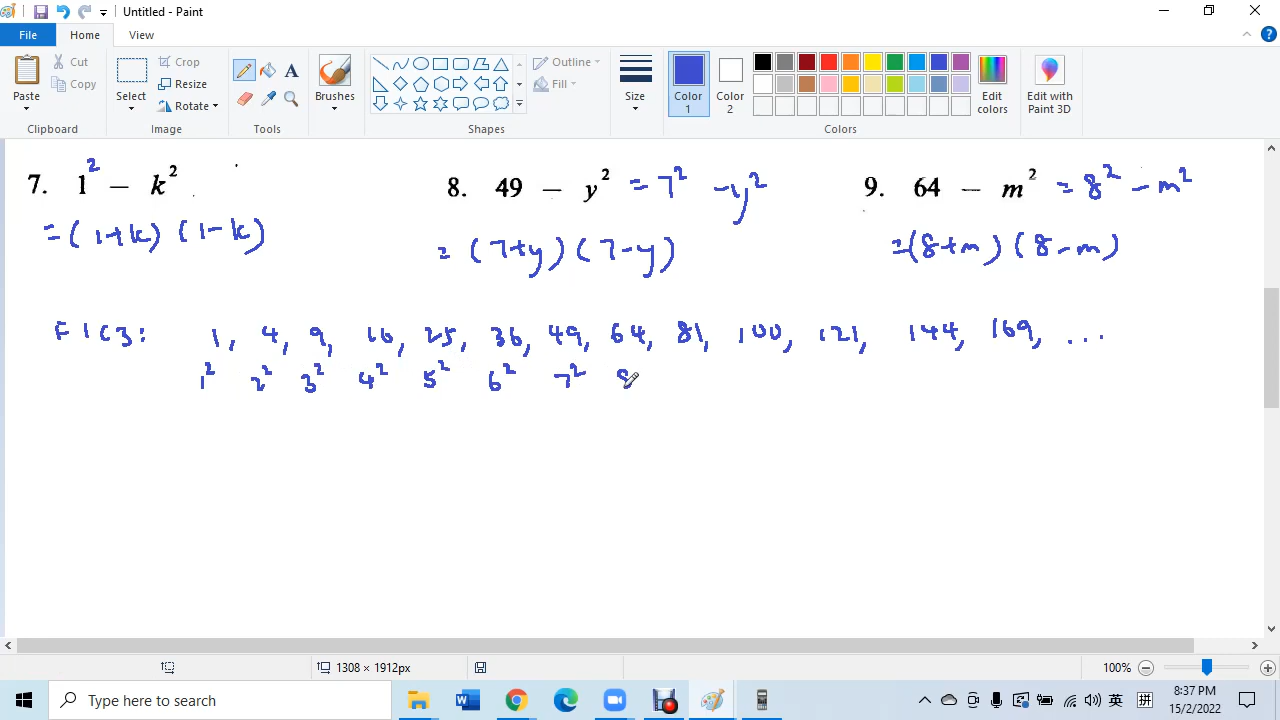 Untitled - Paint
File Home View
Paste Cut Copy Clipboard
Select Crop Resize Rotate Image
Tools
Brushes
Outline Fill Shapes
Size
Color 1 Color 2 Edit colors Colors
Edit with Paint 3D
7. 1² − k²
8. 49 − y² = 7² − y²
9. 64 − m² = 8² − m²
= (1+k) (1−k)
= (7+y) (7−y)
= (8+m) (8−m)
F1C3: 1, 4, 9, 16, 25, 36, 49, 64, 81, 100, 121, 144, 169, ...
1² 2² 3² 4² 5² 6² 7² 8
1308 × 1912px
100%
Type here to search
英 拼
8:37 PM
15/2/2022